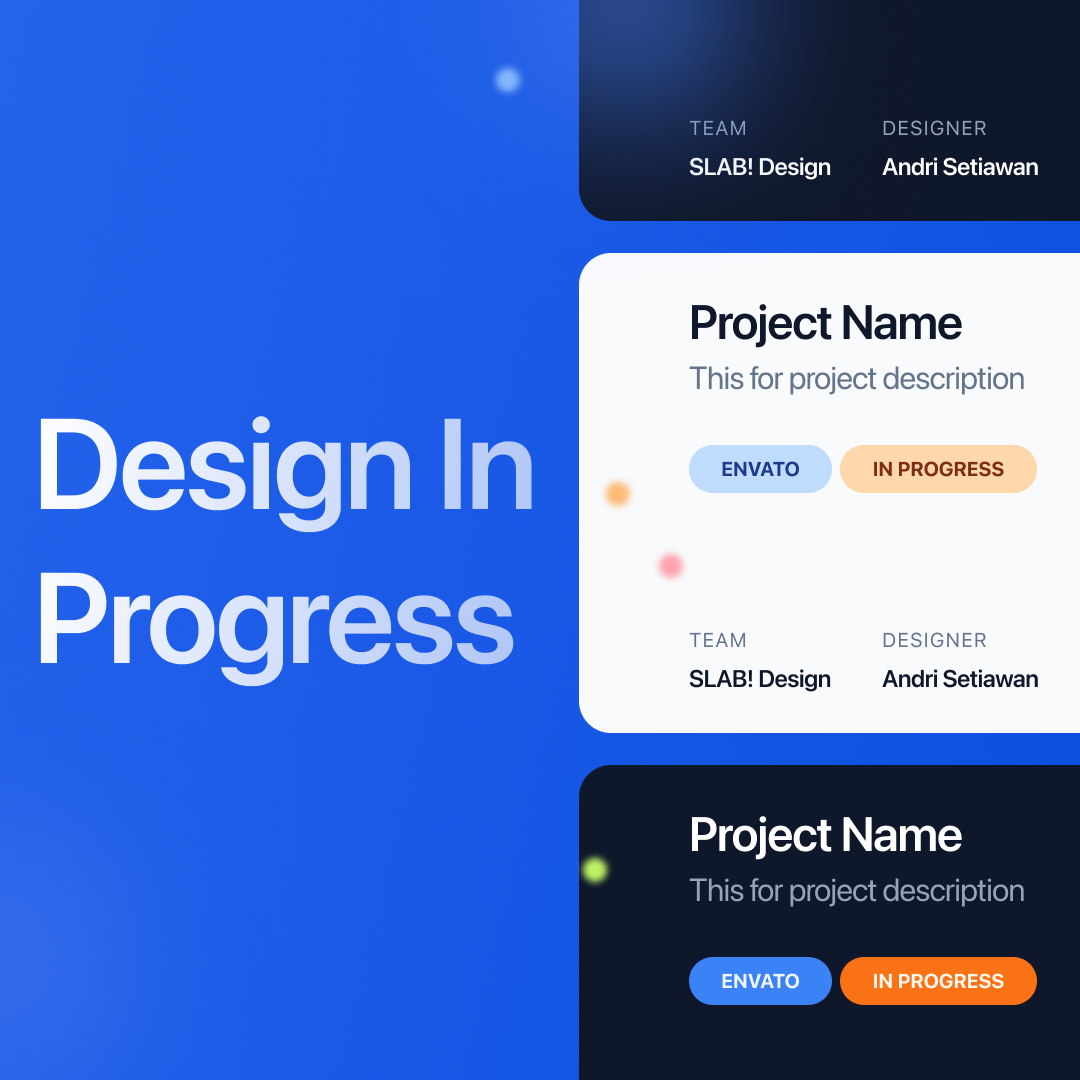 Design In
Progress
TEAM DESIGNER
SLAB! Design Andri Setiawan
Project Name
This for project description
ENVATO IN PROGRESS
TEAM DESIGNER
SLAB! Design Andri Setiawan
Project Name
This for project description
ENVATO IN PROGRESS